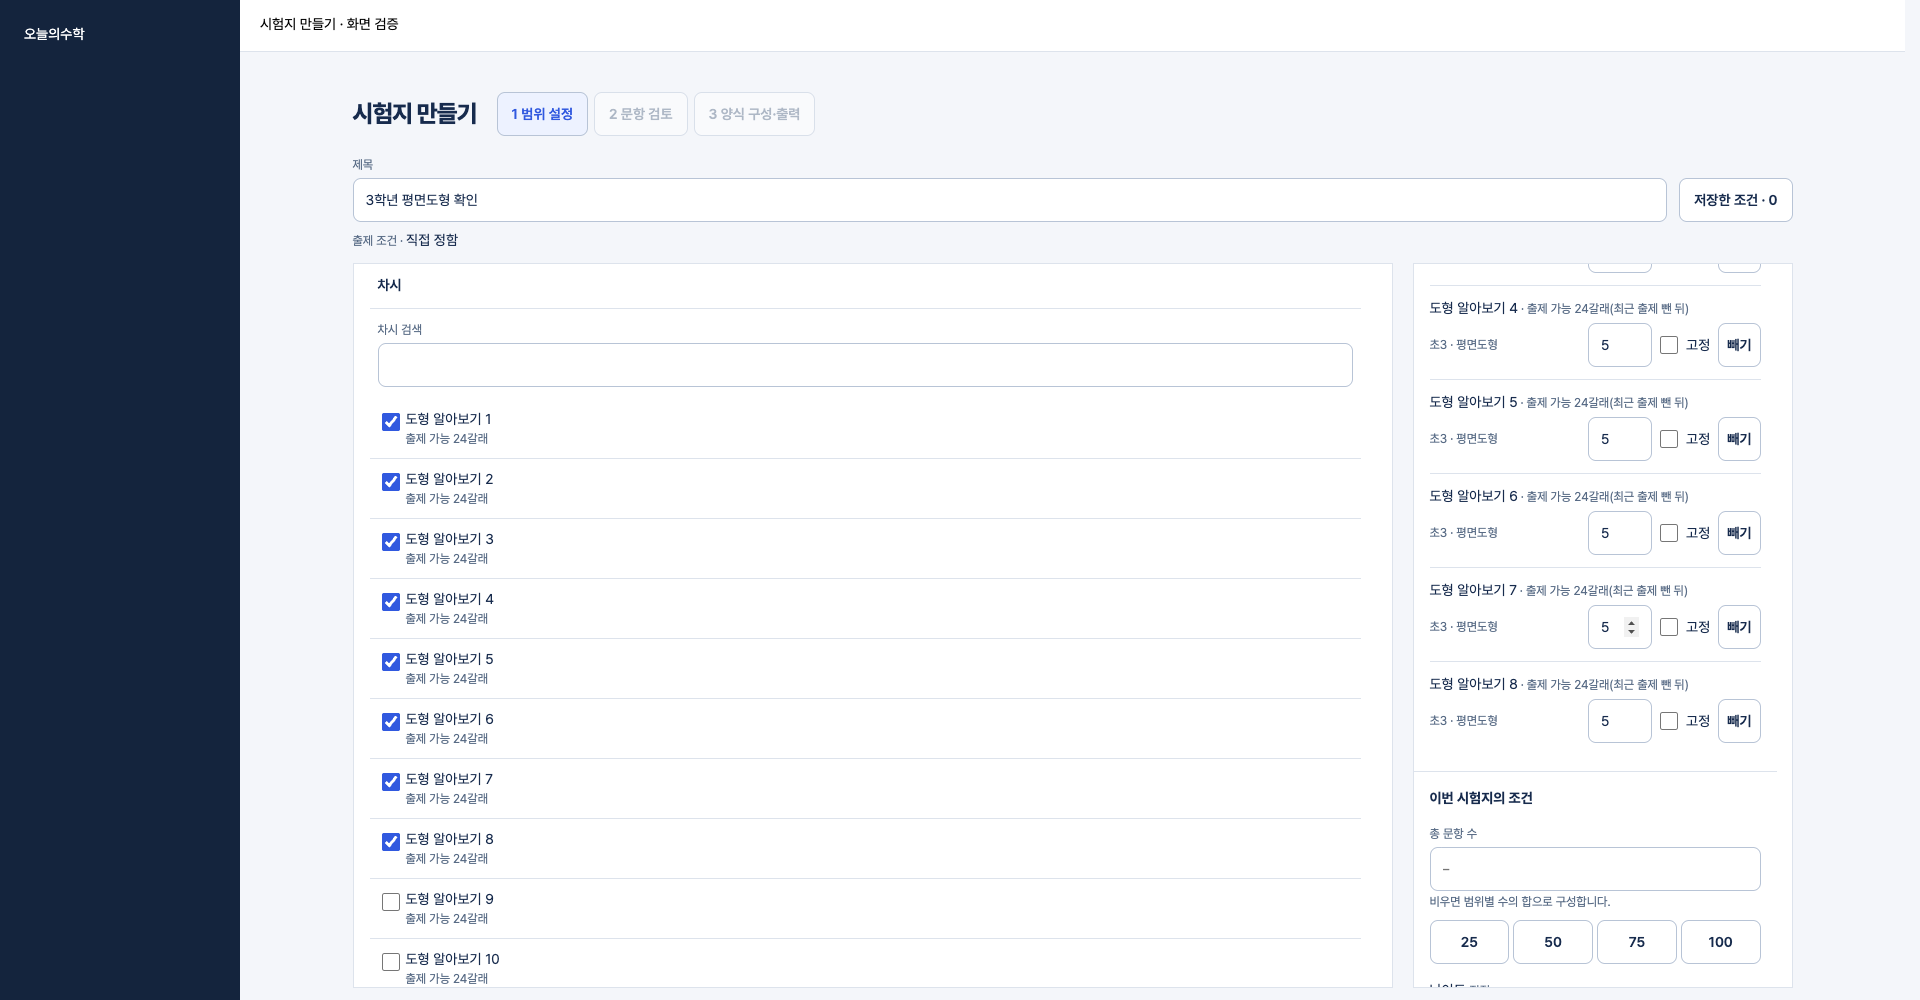 오늘의수학
시험지 만들기 · 화면 검증
시험지 만들기
1 범위 설정
2 문항 검토
3 양식 구성·출력
제목
3학년 평면도형 확인
저장한 조건 · 0
출제 조건 · 직접 정함
차시
차시 검색
도형 알아보기 1
출제 가능 24갈래
도형 알아보기 2
출제 가능 24갈래
도형 알아보기 3
출제 가능 24갈래
도형 알아보기 4
출제 가능 24갈래
도형 알아보기 5
출제 가능 24갈래
도형 알아보기 6
출제 가능 24갈래
도형 알아보기 7
출제 가능 24갈래
도형 알아보기 8
출제 가능 24갈래
도형 알아보기 9
출제 가능 24갈래
도형 알아보기 10
출제 가능 24갈래
도형 알아보기 4 · 출제 가능 24갈래(최근 출제 뺀 뒤)
초3 · 평면도형 5 고정 빼기
도형 알아보기 5 · 출제 가능 24갈래(최근 출제 뺀 뒤)
초3 · 평면도형 5 고정 빼기
도형 알아보기 6 · 출제 가능 24갈래(최근 출제 뺀 뒤)
초3 · 평면도형 5 고정 빼기
도형 알아보기 7 · 출제 가능 24갈래(최근 출제 뺀 뒤)
초3 · 평면도형 5 고정 빼기
도형 알아보기 8 · 출제 가능 24갈래(최근 출제 뺀 뒤)
초3 · 평면도형 5 고정 빼기
이번 시험지의 조건
총 문항 수
–
비우면 범위별 수의 합으로 구성합니다.
25 50 75 100